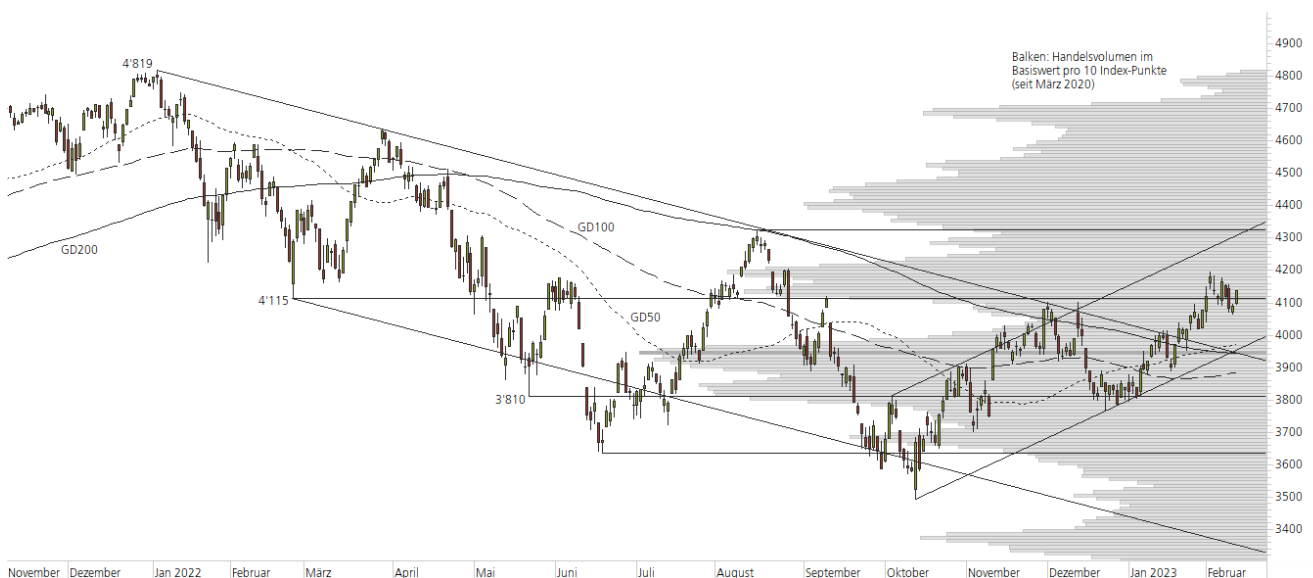 4900
Balken: Handelsvolumen im
Basiswert pro 10 Index-Punkte
(seit März 2020)
4'819
4800
4700
4600
4500
4400
GD200
GD100
4300
4200
4'115
4100
GD50
4000
3900
3'810
3800
3700
3600
3500
3400
November Dezember Jan 2022 Februar März April Mai Juni Juli August September Oktober November Dezember Jan 2023 Februar